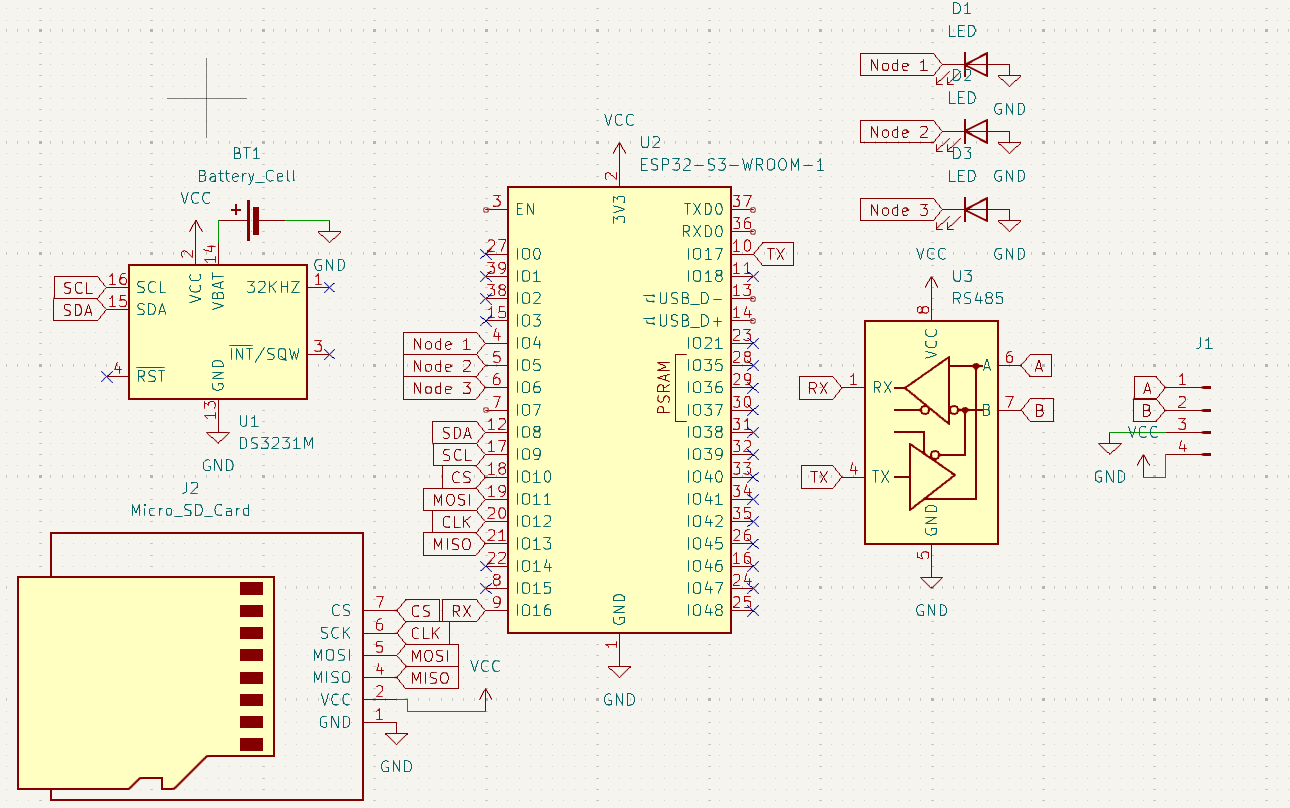 D1
LED
Node 1
D2
LED
GND
Node 2
D3
LED
GND
Node 3
GND
BT1
Battery_Cell
VCC
+
GND
2
14
SCL 16 SCL
SDA 15 SDA
VCC
VBAT
32KHZ 1
INT/SQW 3
4 RST
GND
13
U1
DS3231M
GND
VCC
U2
ESP32-S3-WROOM-1
2
3V3
3 EN
27 IO0
39 IO1
38 IO2
15 IO3
Node 1 4 IO4
Node 2 5 IO5
Node 3 6 IO6
7 IO7
SDA 12 IO8
SCL 17 IO9
CS 18 IO10
MOSI 19 IO11
CLK 20 IO12
MISO 21 IO13
22 IO14
8 IO15
RX 9 IO16
TXD0 37
RXD0 36
IO17 10 TX
IO18 11
USB_D- 13
USB_D+ 14
IO21 23
IO35 28
IO36 29
IO37 30
PSRAM
IO38 31
IO39 32
IO40 33
IO41 34
IO42 35
IO45 26
IO46 16
IO47 24
IO48 25
GND
1
GND
VCC
U3
RS485
8
VCC
RX 1 RX
TX 4 TX
A 6 A
B 7 B
GND
5
GND
J1
A 1
B 2
3
VCC
4
GND
J2
Micro_SD_Card
CS 7 CS
SCK 6 CLK
MOSI 5 MOSI
MISO 4 MISO
VCC 2
VCC
GND 1
GND